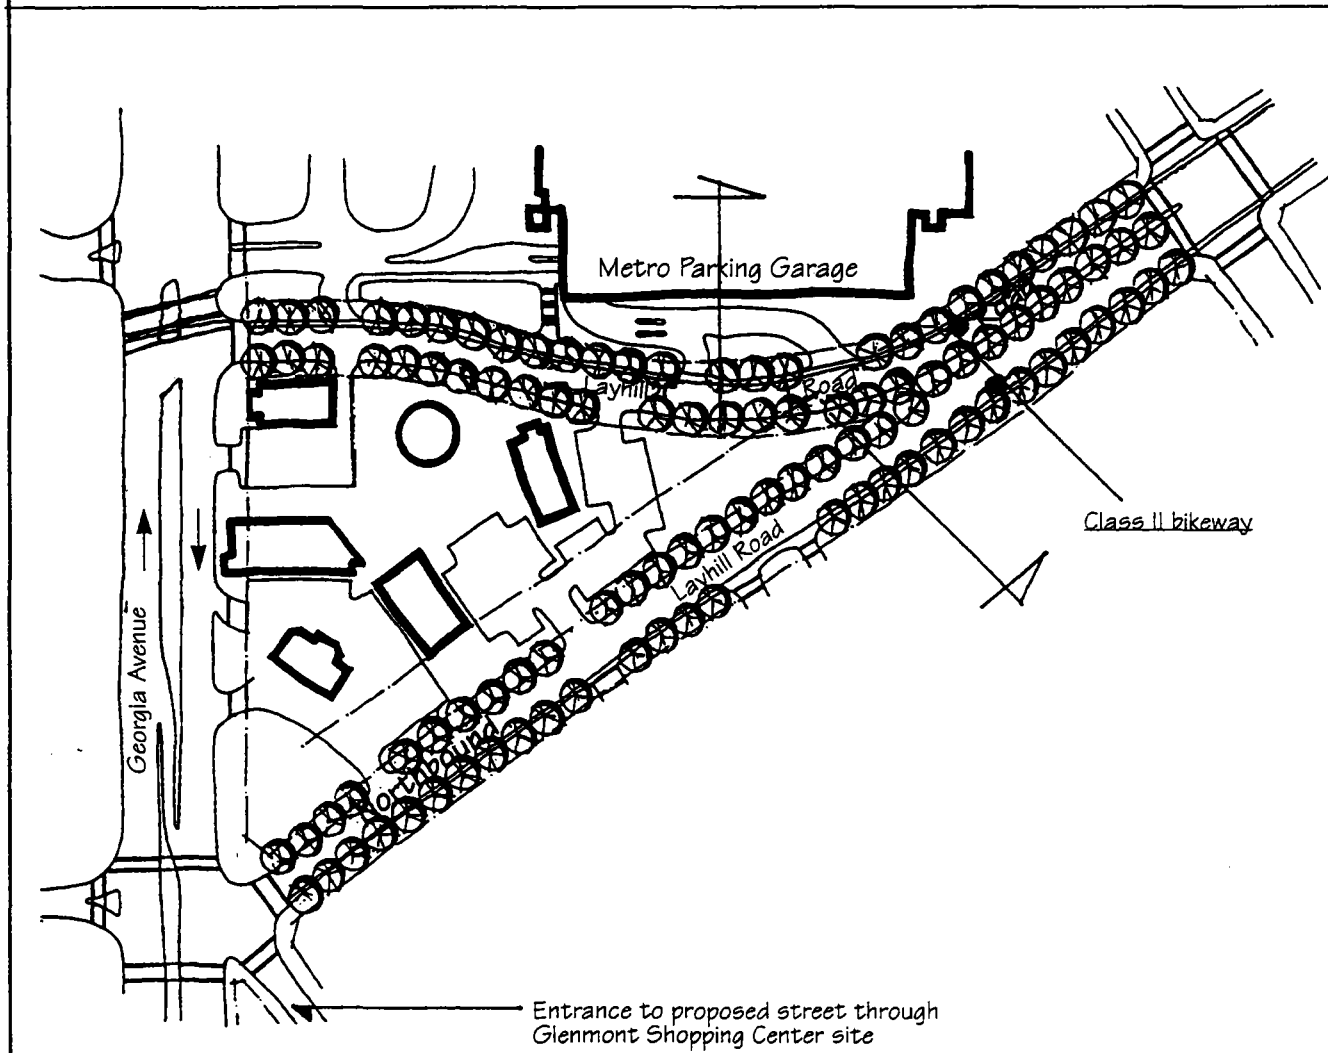 Metro Parking Garage
Layhill Road
Class II bikeway
Layhill Road
Georgia Avenue
Northbound
Entrance to proposed street through
Glenmont Shopping Center site